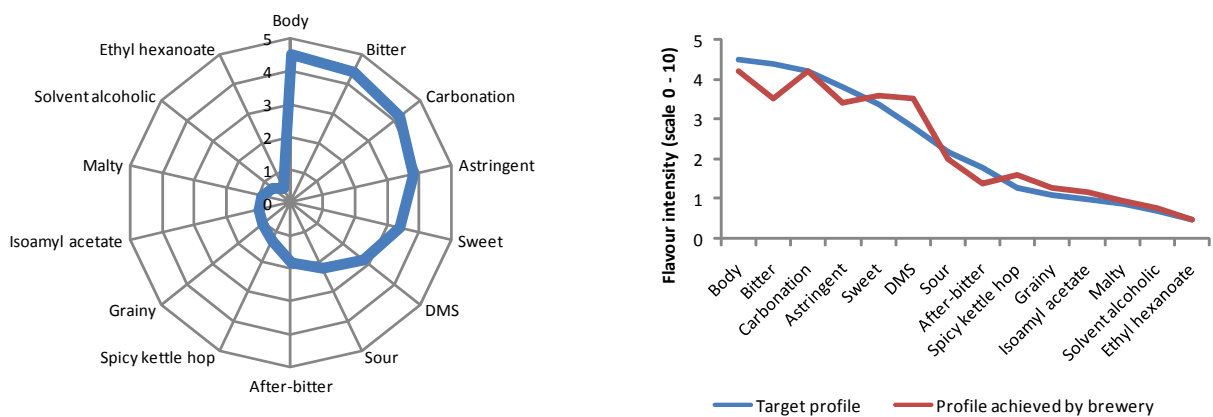 Body
Bitter
Carbonation
Astringent
Sweet
DMS
Sour
After-bitter
Spicy kettle hop
Grainy
Isoamyl acetate
Malty
Solvent alcoholic
Ethyl hexanoate
5
4
3
2
1
0
Flavour intensity (scale 0 - 10)
5
4
3
2
1
0
Body
Bitter
Carbonation
Astringent
Sweet
DMS
Sour
After-bitter
Spicy kettle hop
Grainy
Isoamyl acetate
Malty
Solvent alcoholic
Ethyl hexanoate
Target profile
Profile achieved by brewery